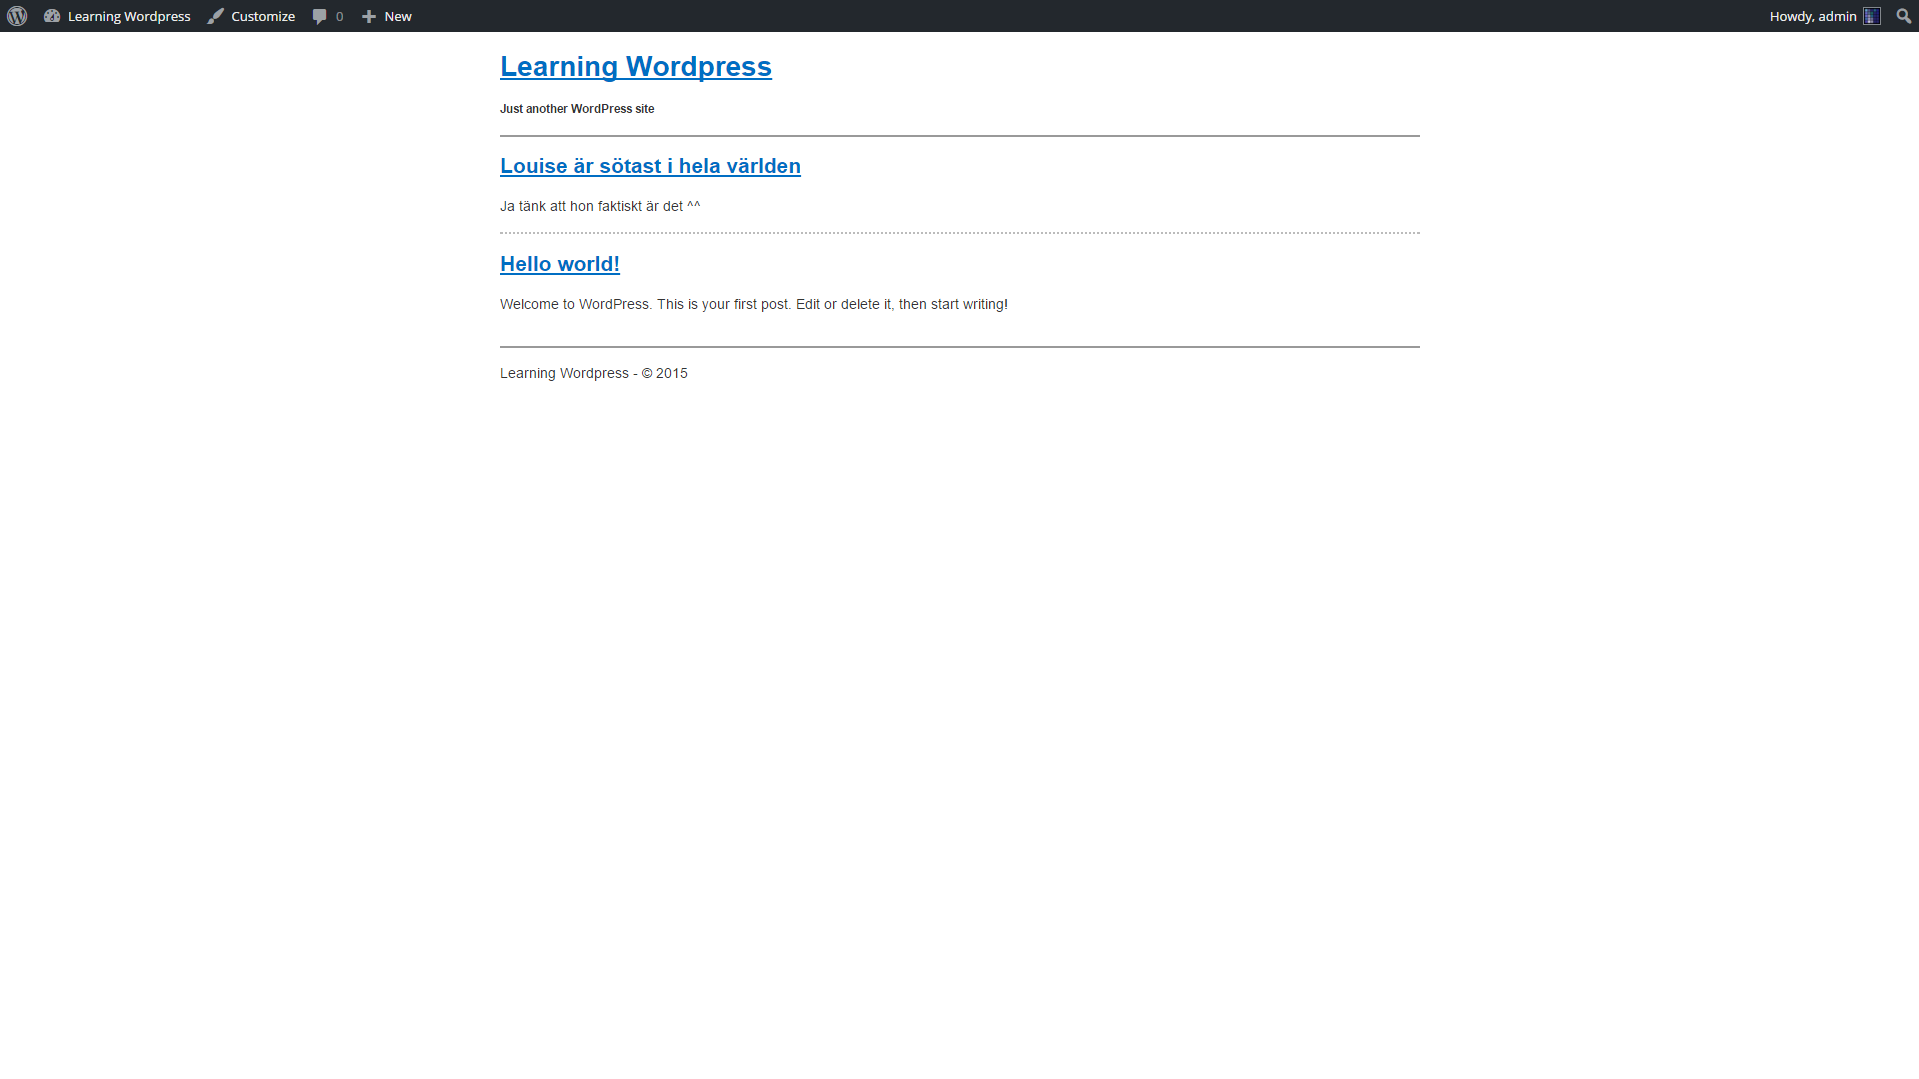 Learning Wordpress Customize 0 New Howdy, admin
Learning Wordpress
Just another WordPress site
Louise är sötast i hela världen
Ja tänk att hon faktiskt är det ^^
Hello world!
Welcome to WordPress. This is your first post. Edit or delete it, then start writing!
Learning Wordpress - © 2015